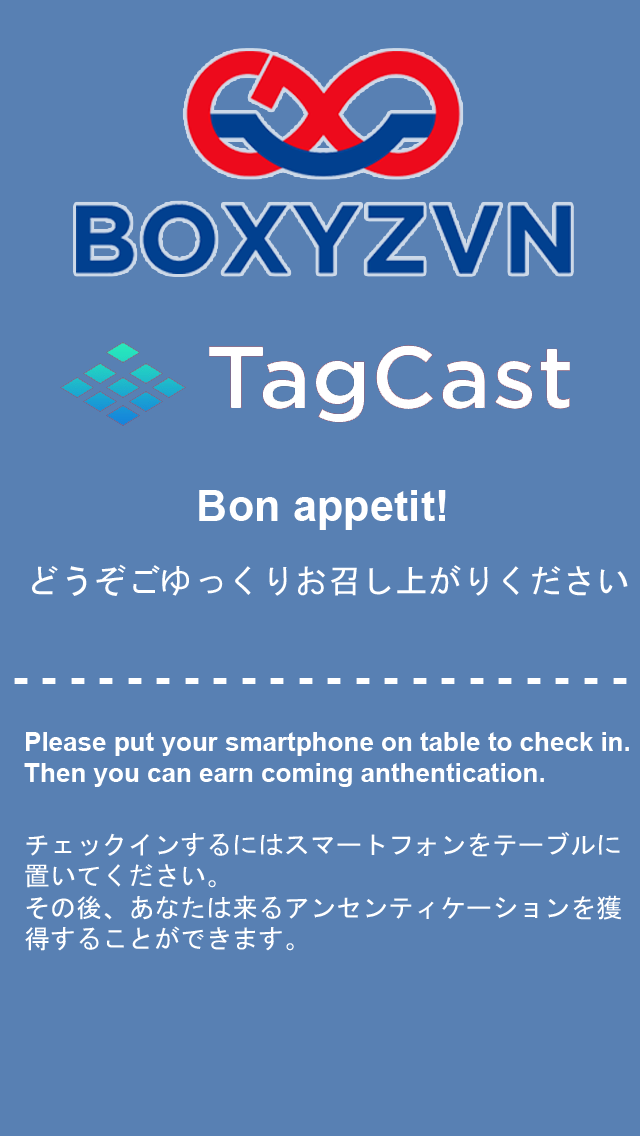 BOXYZVN
TagCast
Bon appetit!
どうぞごゆっくりお召し上がりください
Please put your smartphone on table to check in.
Then you can earn coming anthentication.
チェックインするにはスマートフォンをテーブルに
置いてください。
その後、あなたは来るアンセンティケーションを獲
得することができます。